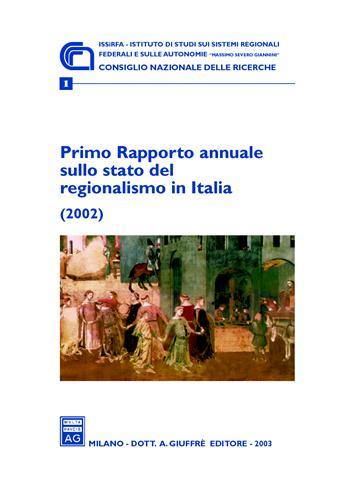 ISSiRFA - ISTITUTO DI STUDI SUI SISTEMI REGIONALI
FEDERALI E SULLE AUTONOMIE "MASSIMO SEVERO GIANNINI"
CONSIGLIO NAZIONALE DELLE RICERCHE
1
Primo Rapporto annuale
sullo stato del
regionalismo in Italia
(2002)
MULTA
PAUCIS
AG
MILANO - DOTT. A. GIUFFRÈ EDITORE - 2003